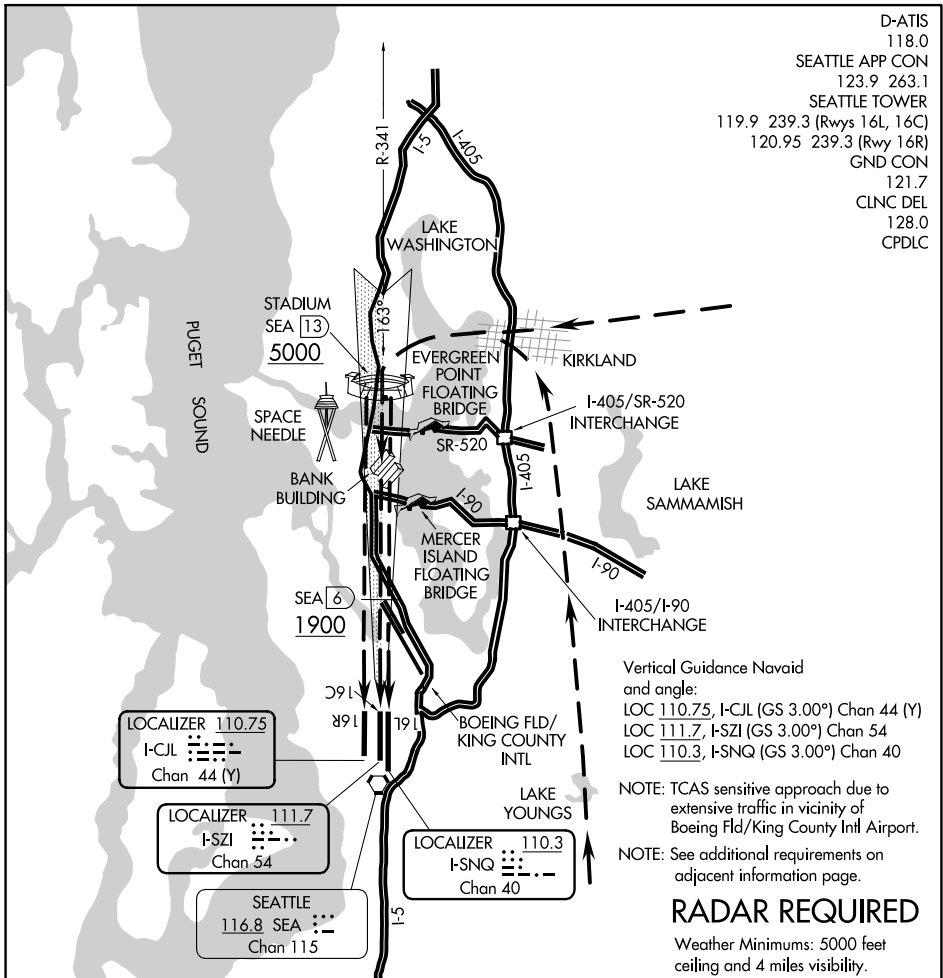 D-ATIS
118.0
SEATTLE APP CON
123.9 263.1
SEATTLE TOWER
119.9 239.3 (Rwys 16L, 16C)
120.95 239.3 (Rwy 16R)
GND CON
121.7
CLNC DEL
128.0
CPDLC
R-341
I-5
I-405
LAKE
WASHINGTON
163°
STADIUM
SEA 13
5000
PUGET
SOUND
SPACE
NEEDLE
EVERGREEN
POINT
FLOATING
BRIDGE
KIRKLAND
I-405/SR-520
INTERCHANGE
SR-520
I-405
BANK
BUILDING
I-90
LAKE
SAMMAMISH
MERCER
ISLAND
FLOATING
BRIDGE
I-90
SEA 6
1900
I-405/I-90
INTERCHANGE
16C
16R
16L
BOEING FLD/
KING COUNTY
INTL
Vertical Guidance Navaid
and angle:
LOC 110.75, I-CJL (GS 3.00°) Chan 44 (Y)
LOC 111.7, I-SZI (GS 3.00°) Chan 54
LOC 110.3, I-SNQ (GS 3.00°) Chan 40
LOCALIZER 110.75
I-CJL
Chan 44 (Y)
LOCALIZER 111.7
I-SZI
Chan 54
LOCALIZER 110.3
I-SNQ
Chan 40
SEATTLE
116.8 SEA
Chan 115
I-5
LAKE
YOUNGS
NOTE: TCAS sensitive approach due to
extensive traffic in vicinity of
Boeing Fld/King County Intl Airport.
NOTE: See additional requirements on
adjacent information page.
RADAR REQUIRED
Weather Minimums: 5000 feet
ceiling and 4 miles visibility.